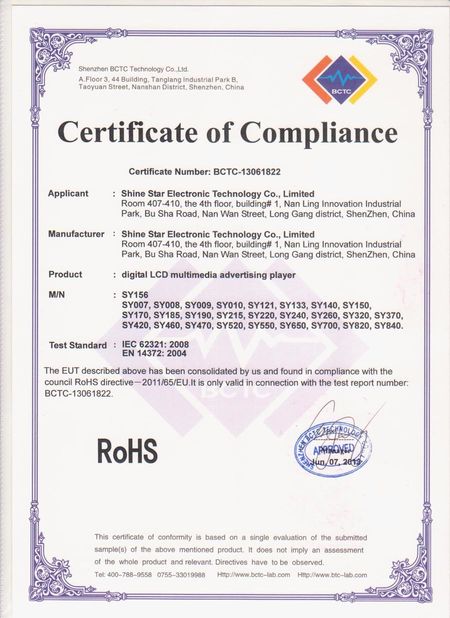 Shenzhen BCTC Technology Co.,Ltd.
A.Floor 3, 44 Building, Tanglang Industrial Park B,
Taoyuan Street, Nanshan District, Shenzhen, China
BCTC
Certificate of Compliance
Certificate Number: BCTC-13061822
Applicant : Shine Star Electronic Technology Co., Limited
Room 407-410, the 4th floor, building# 1, Nan Ling Innovation Industrial
Park, Bu Sha Road, Nan Wan Street, Long Gang district, ShenZhen, China
Manufacturer : Shine Star Electronic Technology Co., Limited
Room 407-410, the 4th floor, building# 1, Nan Ling Innovation Industrial
Park, Bu Sha Road, Nan Wan Street, Long Gang district, ShenZhen, China
Product : digital LCD multimedia advertising player
M/N : SY156
SY007, SY008, SY009, SY010, SY121, SY133, SY140, SY150,
SY170, SY185, SY190, SY215, SY220, SY240, SY260, SY320, SY370,
SY420, SY460, SY470, SY520, SY550, SY650, SY700, SY820, SY840.
Test Standard : IEC 62321: 2008
EN 14372: 2004
The EUT described above has been consolidated by us and found in compliance with the
council RoHS directive－2011/65/EU.It is only valid in connection with the test report number:
BCTC-13061822.
BCTC
RoHS
SHENZHEN BCTC TECHNOLOGY CO., LTD
APPROVED
Jun, 07, 2013
This certificate of conformity is based on a single evaluation of the submitted
sample(s) of the above mentioned product. It does not imply an assessment
of the whole product and relevant. Directives have to be observed.
Tel: 400-788-9558 0755-33019988 Http://www.bctc-lab.com Http://www.btc-lab.com